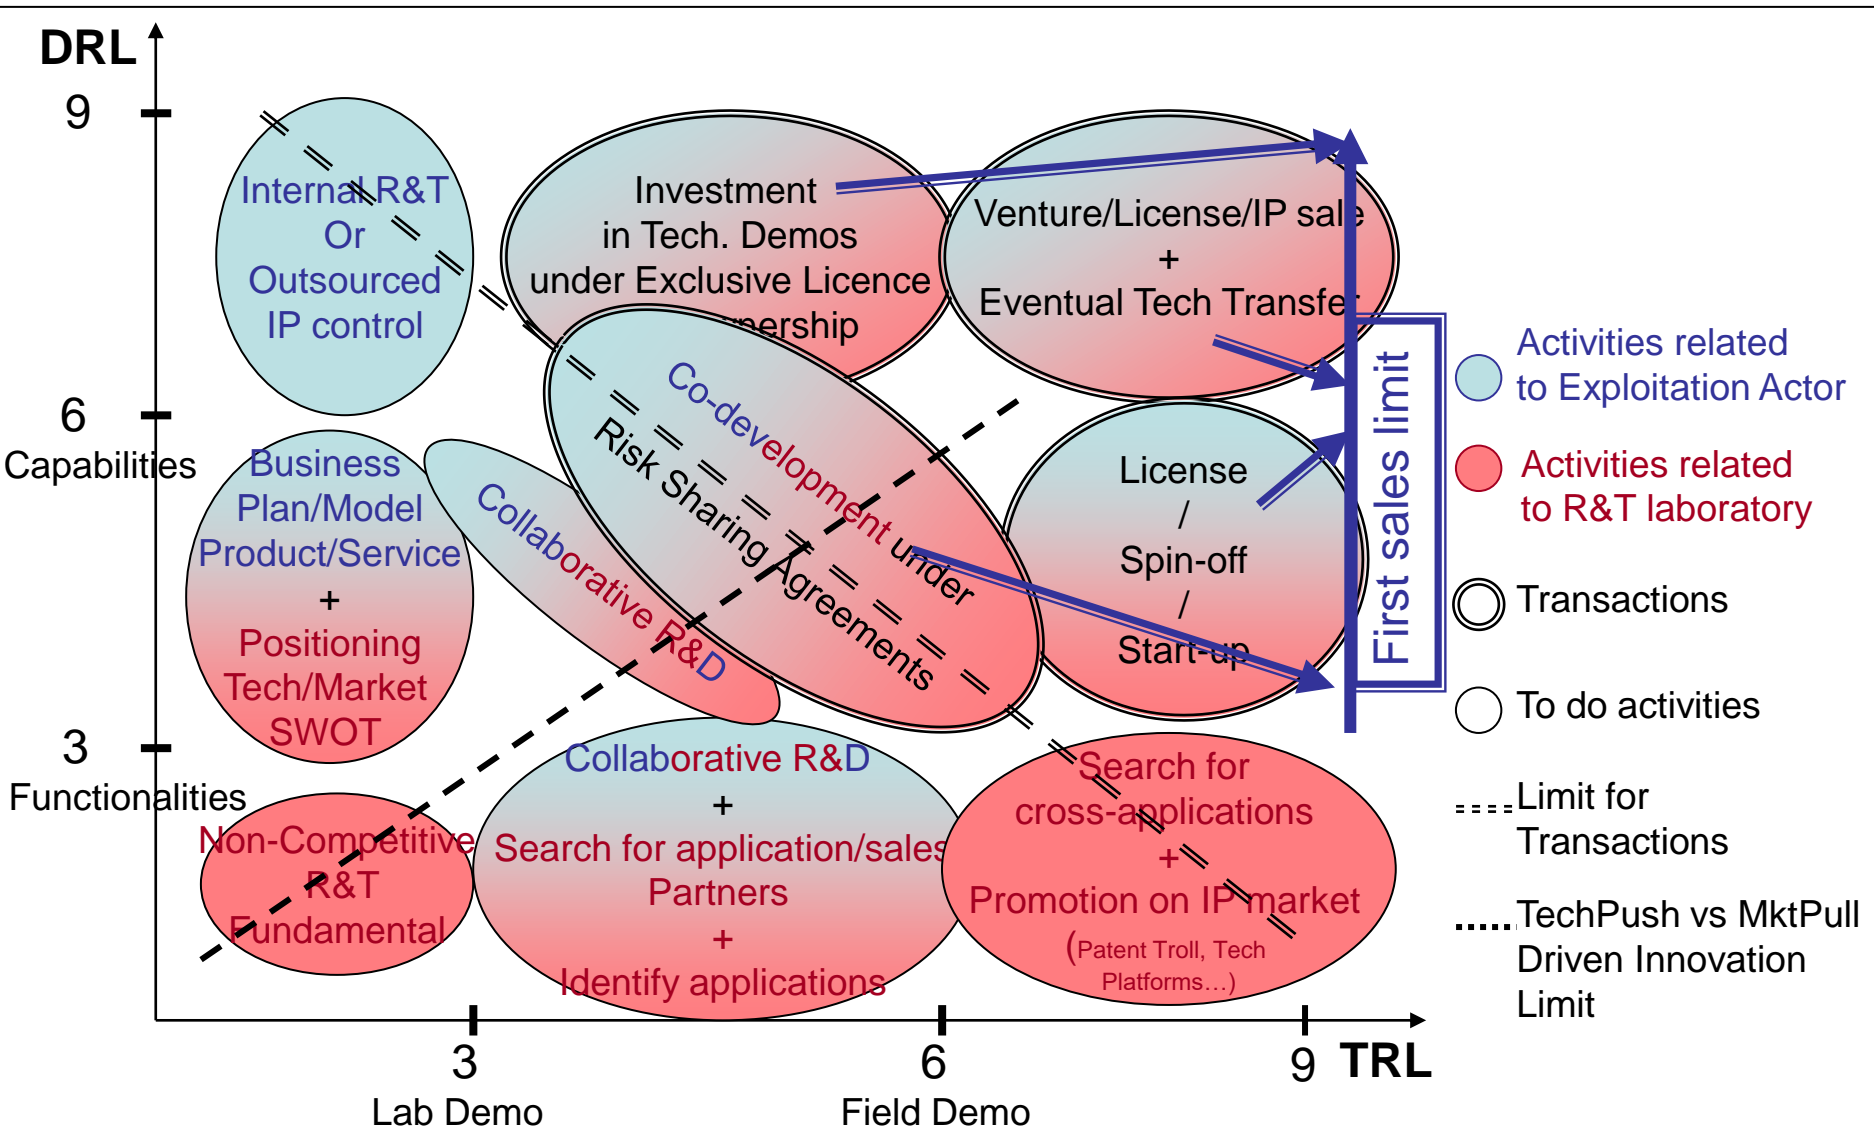 DRL
9
6
Capabilities
3
Functionalities
Internal R&T
Or
Outsourced
IP control
Investment
in Tech. Demos
under Exclusive Licence
nership
Venture/License/IP sale
+
Eventual Tech Transfer
Business
Plan/Model
Product/Service
+
Positioning
Tech/Market
SWOT
Collaborative R&D
Co-development under
Risk Sharing Agreements
License
/
Spin-off
/
Start-up
First sales limit
Non-Competitive
R&T
Fundamental
Collaborative R&D
+
Search for application/sales
Partners
+
Identify applications
Search for
cross-applications
+
Promotion on IP market
(Patent Troll, Tech
Platforms…)
3
Lab Demo
6
Field Demo
9
TRL
Activities related
to Exploitation Actor
Activities related
to R&T laboratory
Transactions
To do activities
Limit for
Transactions
TechPush vs MktPull
Driven Innovation
Limit